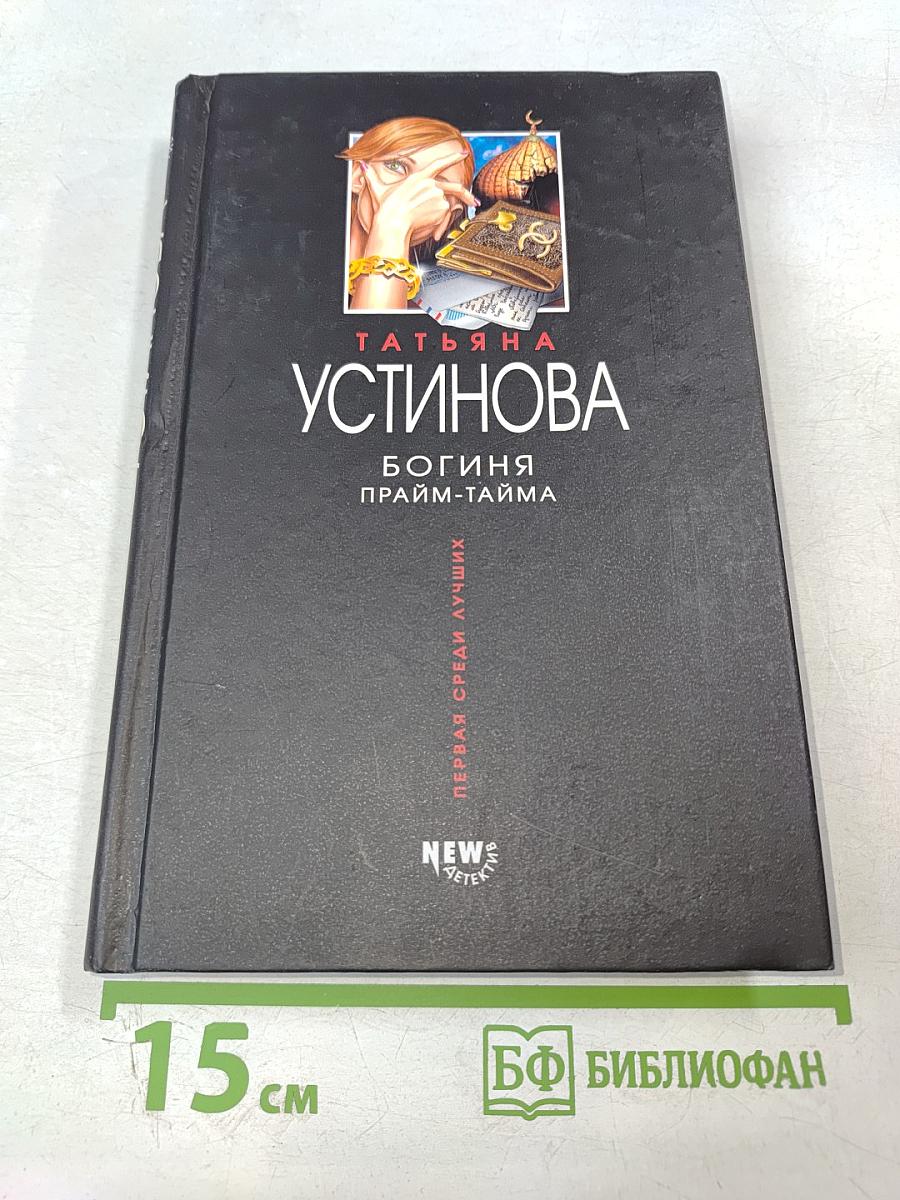 ТАТЬЯНА
УСТИНОВА
БОГИНЯ
ПРАЙМ-ТАЙМА
ПЕРВАЯ СРЕДИ ЛУЧШИХ
NEW
ДЕТЕКТИВ
15 см
БФ БИБЛИОФАН